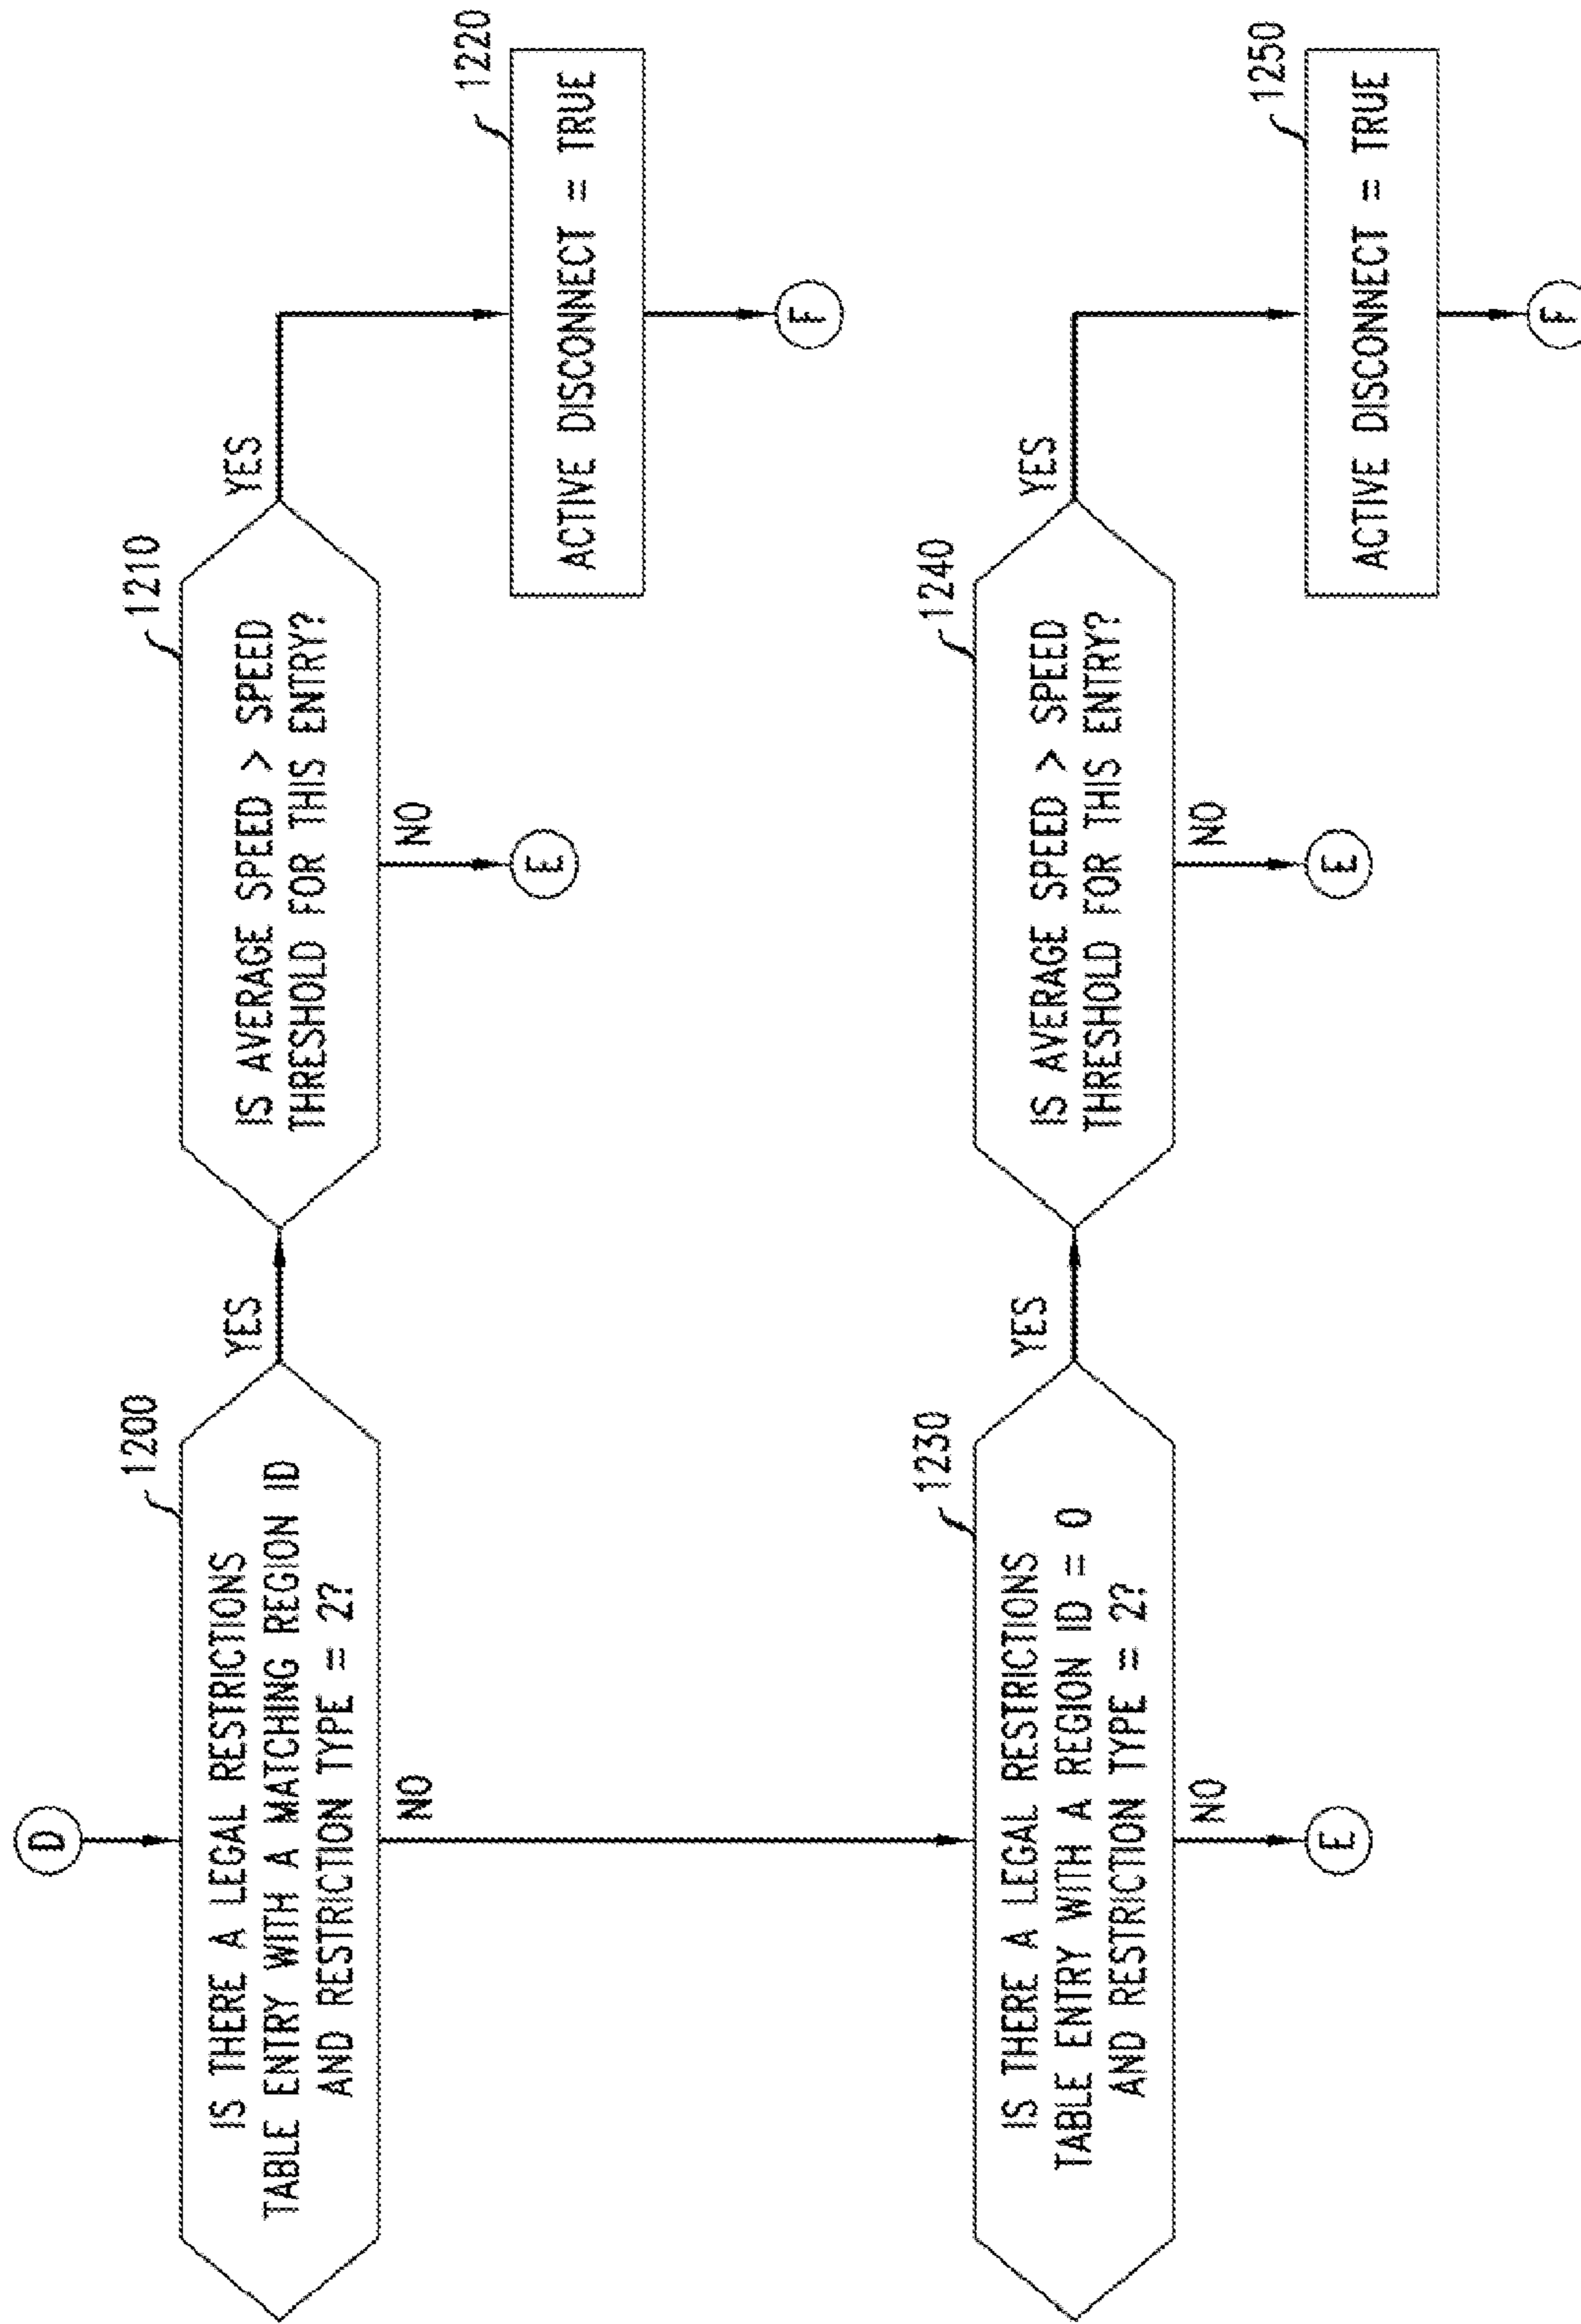 D
1200
IS THERE A LEGAL RESTRICTIONS
TABLE ENTRY WITH A MATCHING REGION ID
AND RESTRICTION TYPE = 2?
YES
NO
1210
IS AVERAGE SPEED > SPEED
THRESHOLD FOR THIS ENTRY?
YES
NO
E
1220
ACTIVE DISCONNECT = TRUE
F
1230
IS THERE A LEGAL RESTRICTIONS
TABLE ENTRY WITH A REGION ID = 0
AND RESTRICTION TYPE = 2?
YES
NO
E
1240
IS AVERAGE SPEED > SPEED
THRESHOLD FOR THIS ENTRY?
YES
NO
E
1250
ACTIVE DISCONNECT = TRUE
F